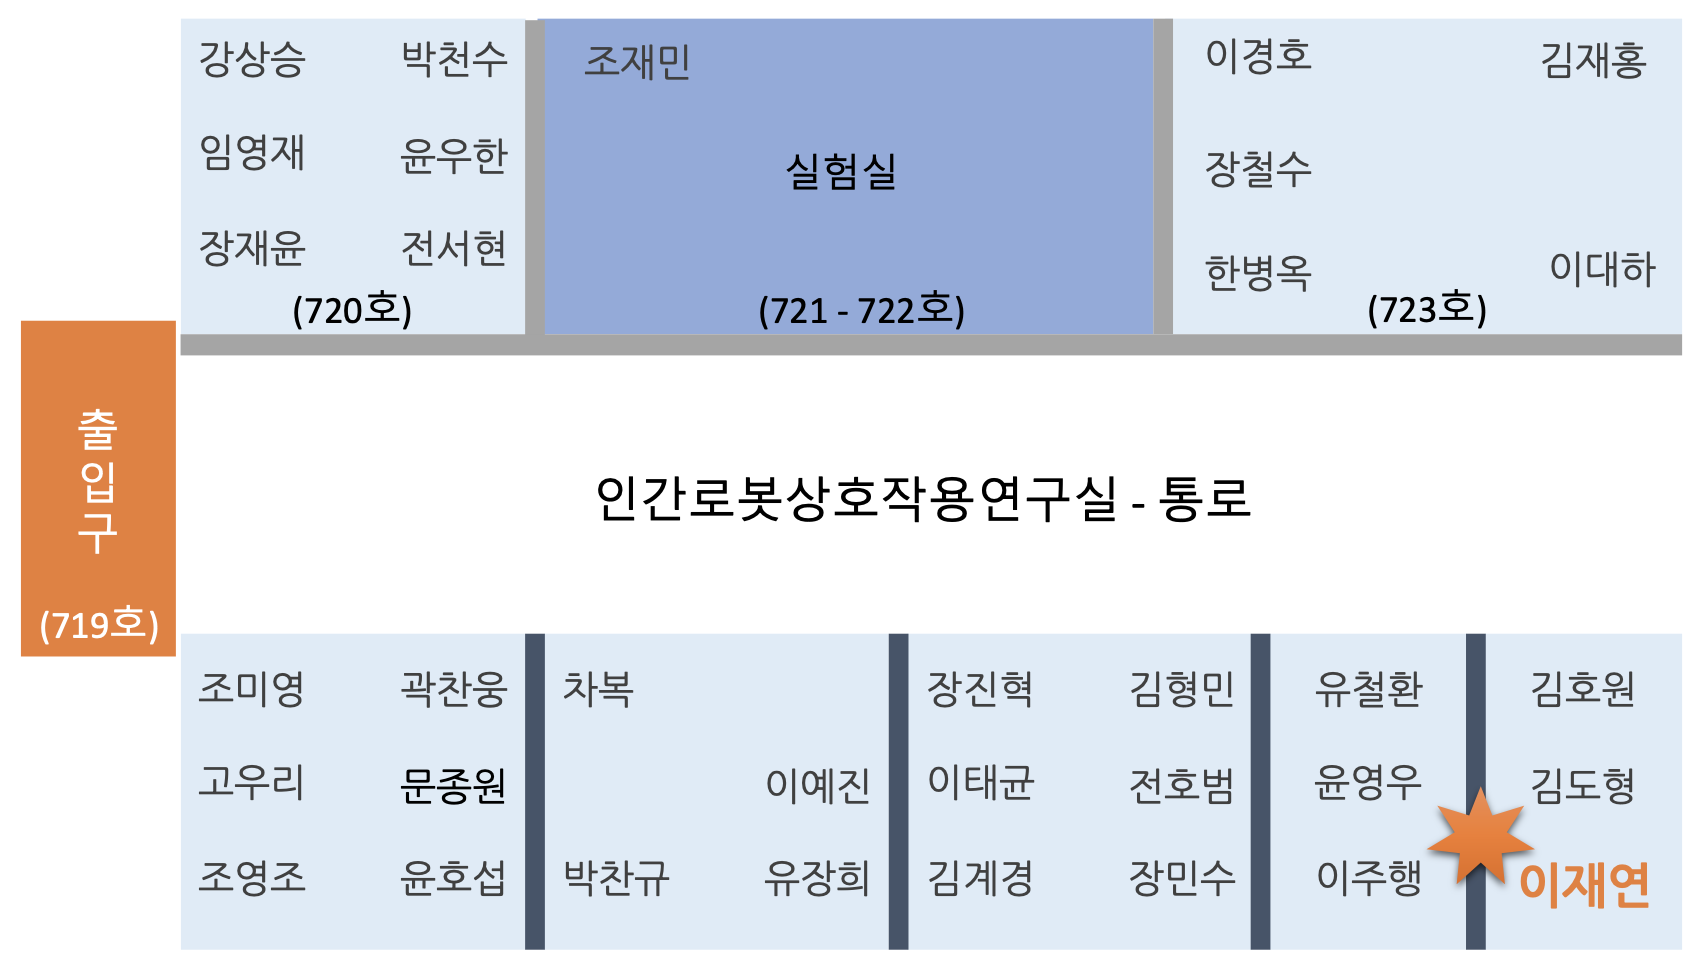 강상승 박천수
임영재 윤우한
장재윤 전서현
(720호)
조재민
실험실
(721 - 722호)
이경호 김재홍
장철수
한병옥 이대하
(723호)
출
입
구
(719호)
인간로봇상호작용연구실 - 통로
조미영 곽찬웅
고우리 문종원
조영조 윤호섭
차복
이예진
박찬규 유장희
장진혁 김형민
이태균 전호범
김계경 장민수
유철환
윤영우
이주행
김호원
김도형
이재연